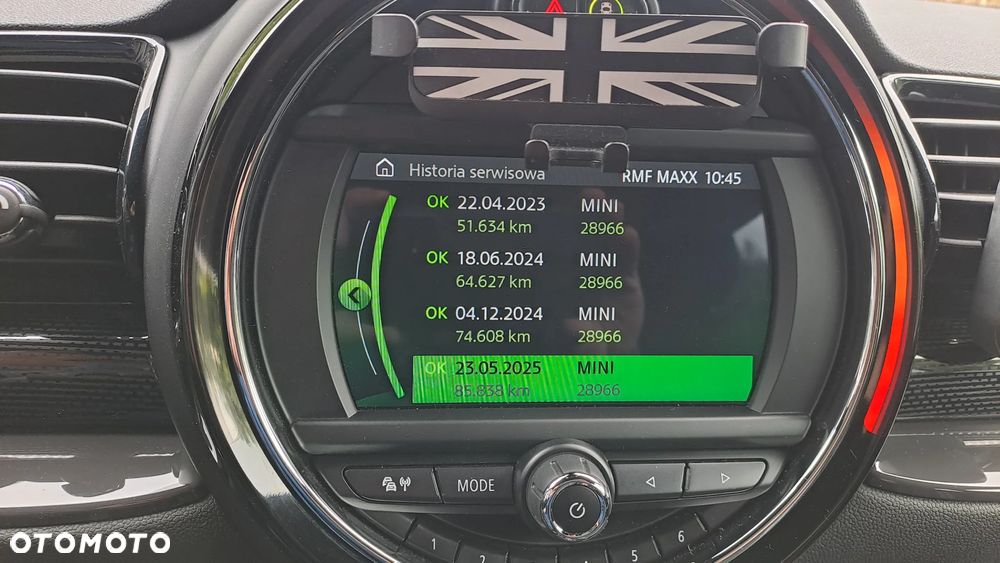 Historia serwisowa RMF MAXX 10:45
OK 22.04.2023 MINI
51.634 km 28966
OK 18.06.2024 MINI
64.627 km 28966
OK 04.12.2024 MINI
74.608 km 28966
OK 23.05.2025 MINI
85.838 km 28966
MODE
1 2 5 6
OTOMOTO